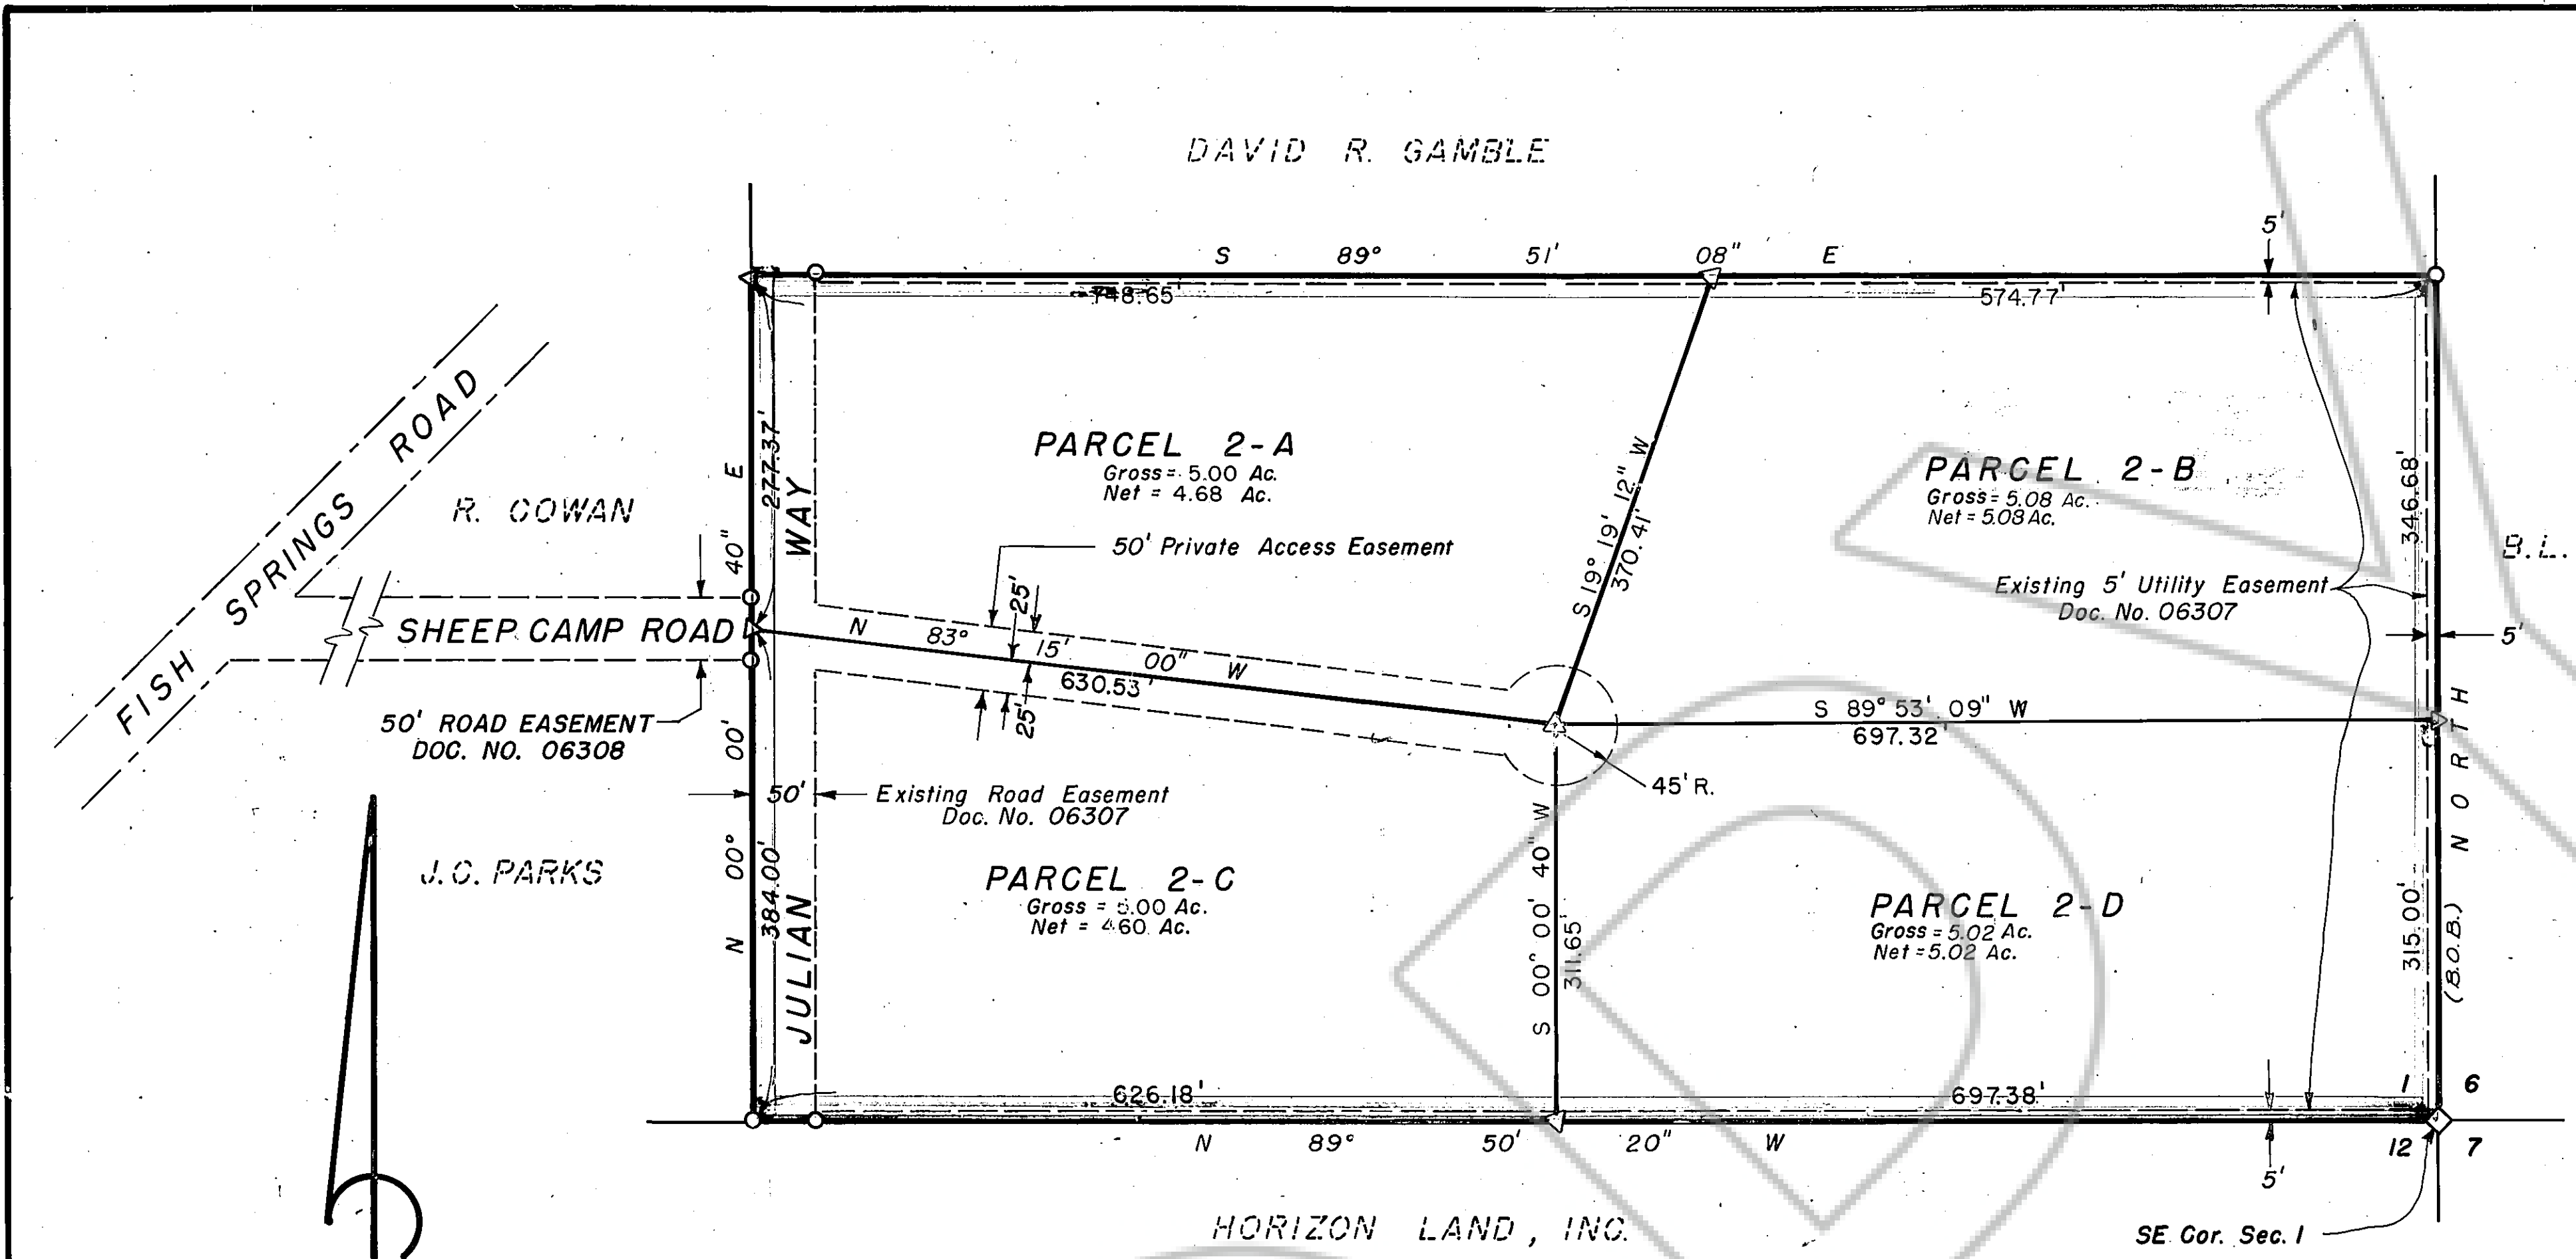 DAVID R. GAMBLE
5'
S 89° 51' 08" E
748.65'
574.77'
FISH SPRINGS ROAD
R. COWAN
N 00° 00' 40" E
277.37'
JULIAN WAY
PARCEL 2-A
Gross = 5.00 Ac.
Net = 4.68 Ac.
50' Private Access Easement
S 19° 19' 12" W
370.41'
PARCEL 2-B
Gross = 5.08 Ac.
Net = 5.08 Ac.
346.68'
B.L.
Existing 5' Utility Easement
Doc. No. 06307
5'
SHEEP CAMP ROAD
25'
N 83° 15' 00" W
630.53'
25'
50' ROAD EASEMENT
DOC. NO. 06308
S 89° 53' 09" W
697.32'
NORTH
(B.O.B.)
45' R.
50'
Existing Road Easement
Doc. No. 06307
J.C. PARKS
384.00'
PARCEL 2-C
Gross = 5.00 Ac.
Net = 4.60 Ac.
S 00° 00' 40" W
311.65'
PARCEL 2-D
Gross = 5.02 Ac.
Net = 5.02 Ac.
315.00'
626.18'
697.38'
1 6
N 89° 50' 20" W
12 7
5'
HORIZON LAND, INC.
SE Cor. Sec. 1